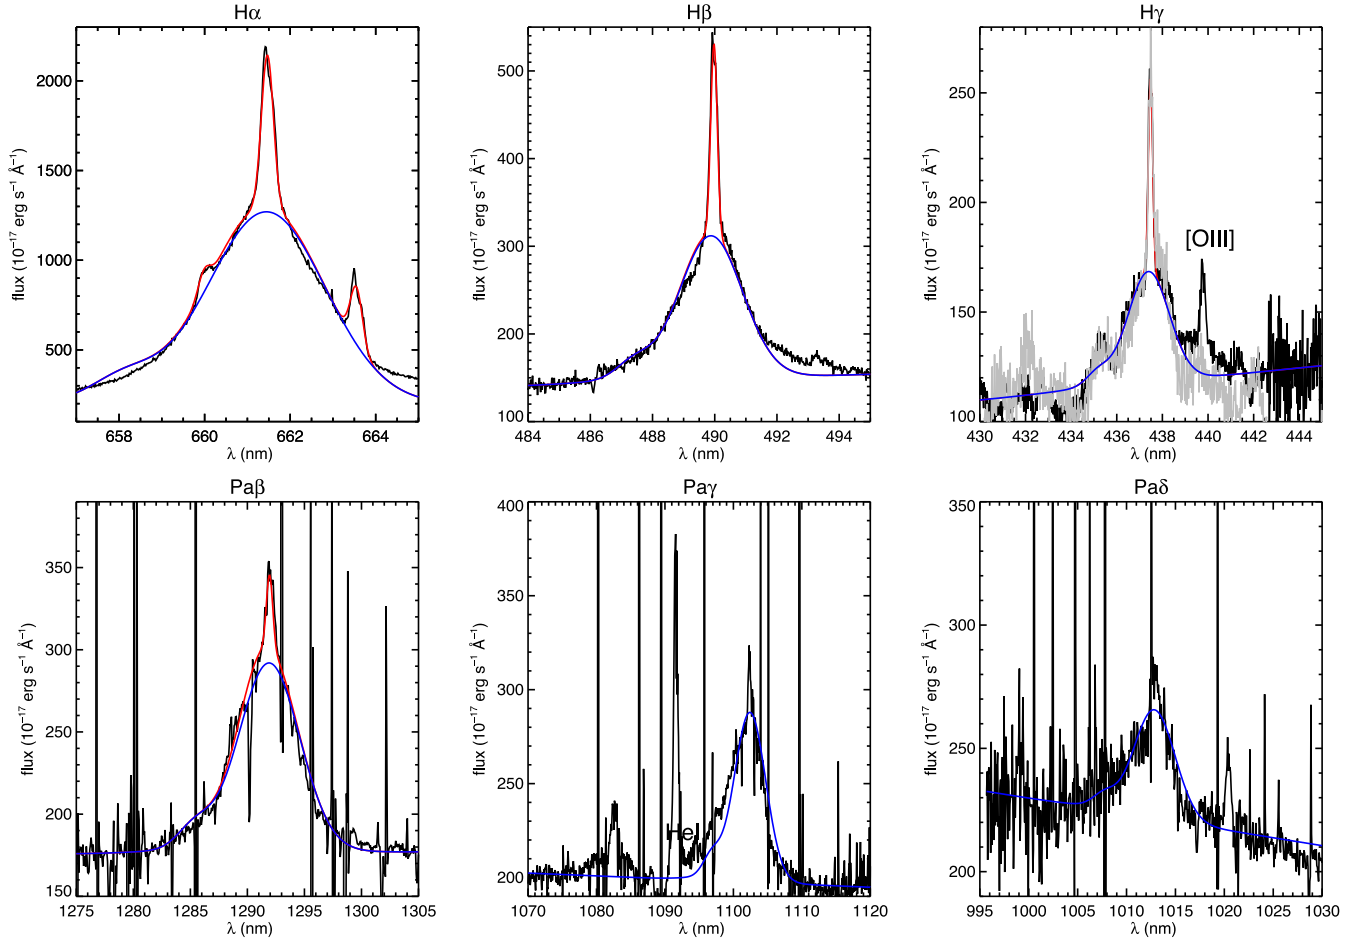 Hα
flux (10⁻¹⁷ erg s⁻¹ Å⁻¹)
2000
1500
1000
500
658 660 662 664
λ (nm)
Hβ
flux (10⁻¹⁷ erg s⁻¹ Å⁻¹)
500
400
300
200
100
484 486 488 490 492 494
λ (nm)
Hγ
flux (10⁻¹⁷ erg s⁻¹ Å⁻¹)
250
200
150
100
[OIII]
430 432 434 436 438 440 442 444
λ (nm)
Paβ
flux (10⁻¹⁷ erg s⁻¹ Å⁻¹)
350
300
250
200
150
1275 1280 1285 1290 1295 1300 1305
λ (nm)
Paγ
flux (10⁻¹⁷ erg s⁻¹ Å⁻¹)
400
350
300
250
200
HeI
1070 1080 1090 1100 1110 1120
λ (nm)
Paδ
flux (10⁻¹⁷ erg s⁻¹ Å⁻¹)
350
300
250
200
995 1000 1005 1010 1015 1020 1025 1030
λ (nm)